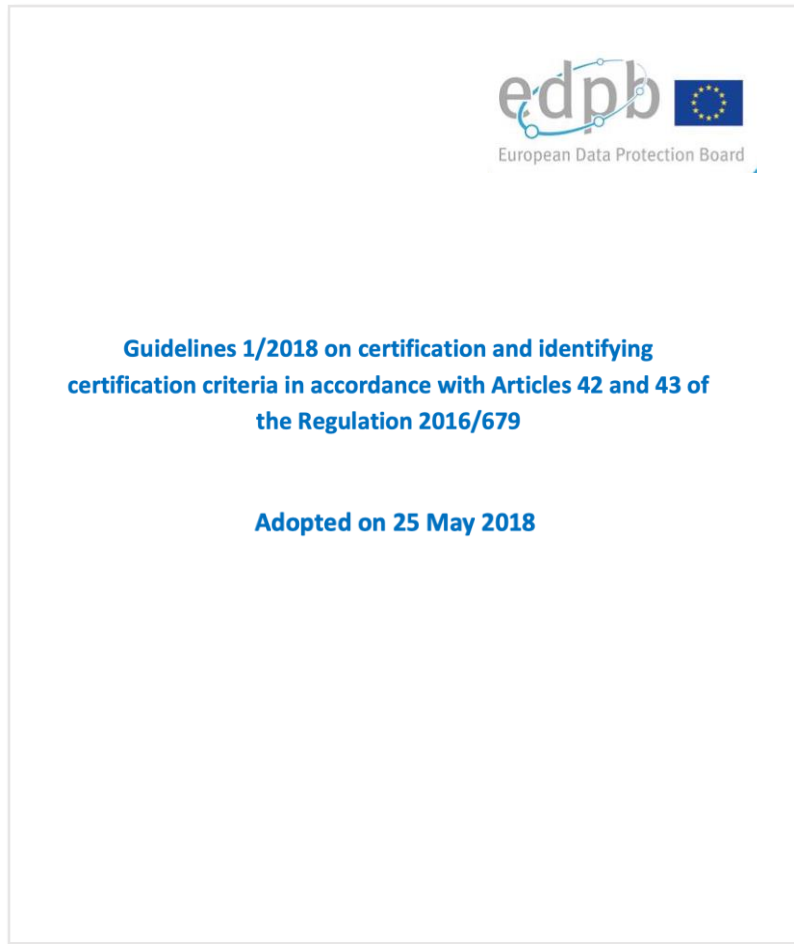 edpb
European Data Protection Board
Guidelines 1/2018 on certification and identifying
certification criteria in accordance with Articles 42 and 43 of
the Regulation 2016/679
Adopted on 25 May 2018